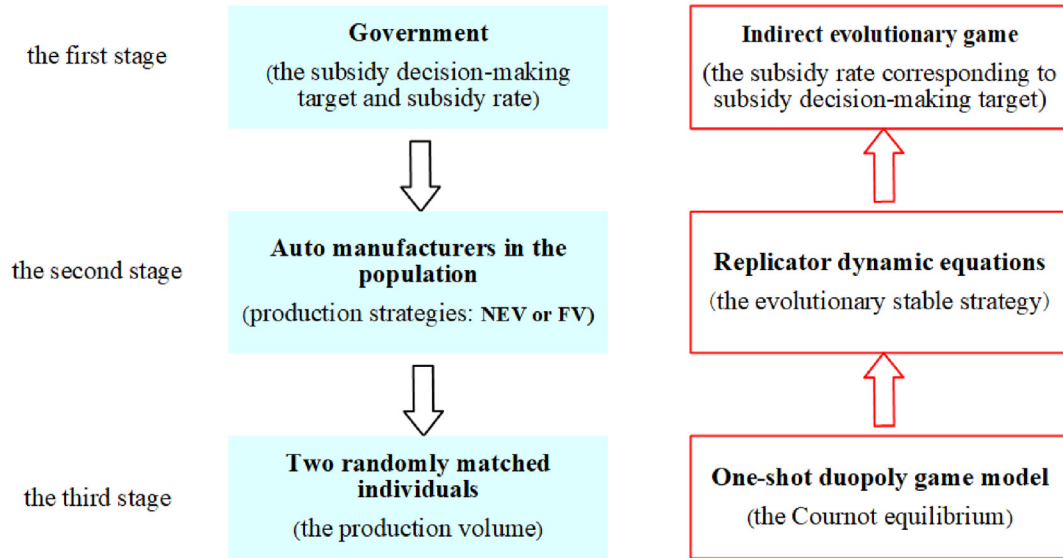 the first stage
Government
(the subsidy decision-making
target and subsidy rate)
Indirect evolutionary game
(the subsidy rate corresponding to
subsidy decision-making target)
the second stage
Auto manufacturers in the
population
(production strategies: NEV or FV)
Replicator dynamic equations
(the evolutionary stable strategy)
the third stage
Two randomly matched
individuals
(the production volume)
One-shot duopoly game model
(the Cournot equilibrium)